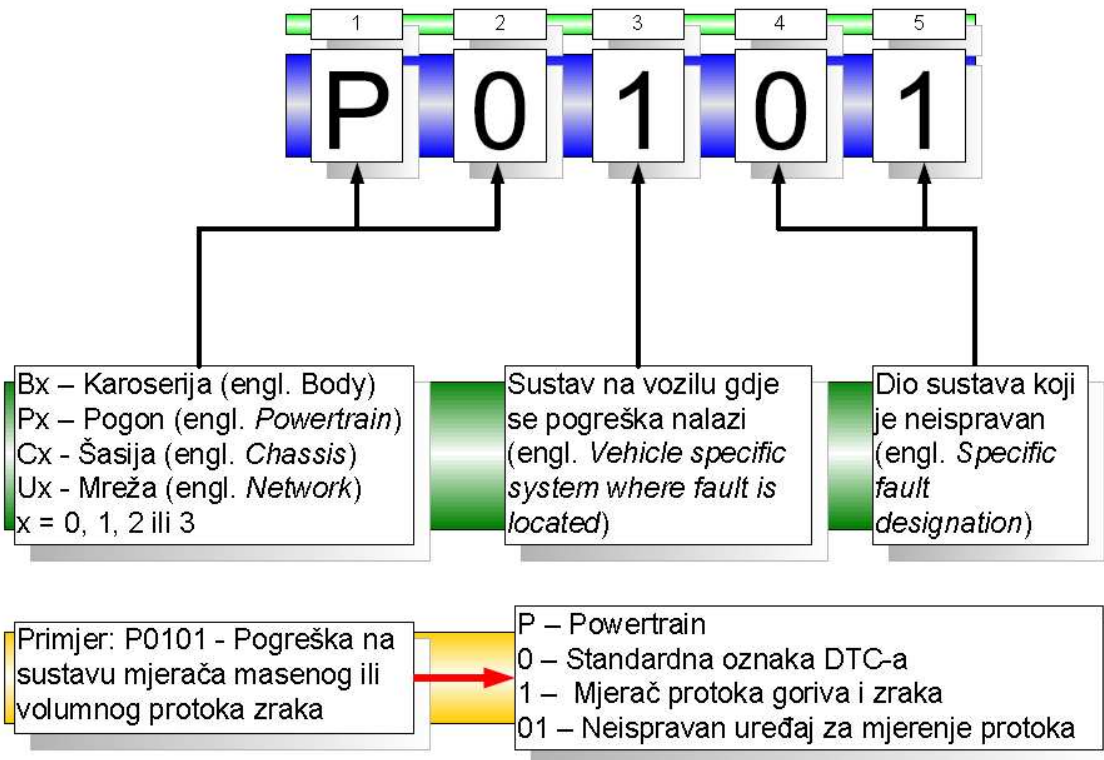 1 2 3 4 5
P 0 1 0 1
Bx – Karoserija (engl. Body)
Px – Pogon (engl. Powertrain)
Cx - Šasija (engl. Chassis)
Ux - Mreža (engl. Network)
x = 0, 1, 2 ili 3
Sustav na vozilu gdje
se pogreška nalazi
(engl. Vehicle specific
system where fault is
located)
Dio sustava koji
je neispravan
(engl. Specific
fault
designation)
Primjer: P0101 - Pogreška na
sustavu mjerača masenog ili
volumnog protoka zraka
P – Powertrain
0 – Standardna oznaka DTC-a
1 – Mjerač protoka goriva i zraka
01 – Neispravan uređaj za mjerenje protoka